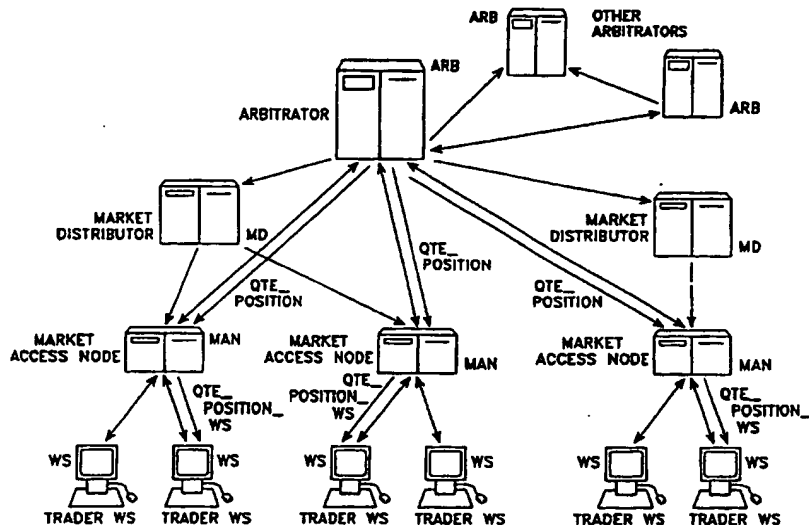 ARB
OTHER
ARBITRATORS
ARB
ARBITRATOR
ARB
MARKET
DISTRIBUTOR
MD
MARKET
DISTRIBUTOR
MD
QTE_
POSITION
QTE_
POSITION
QTE_
POSITION
MARKET
ACCESS NODE
MAN
MARKET
ACCESS NODE
MAN
MARKET
ACCESS NODE
MAN
QTE_
POSITION_
WS
QTE_
POSITION_
WS
QTE_
POSITION_
WS
WS
WS
WS
WS
WS
WS
TRADER WS
TRADER WS
TRADER WS
TRADER WS
TRADER WS
TRADER WS